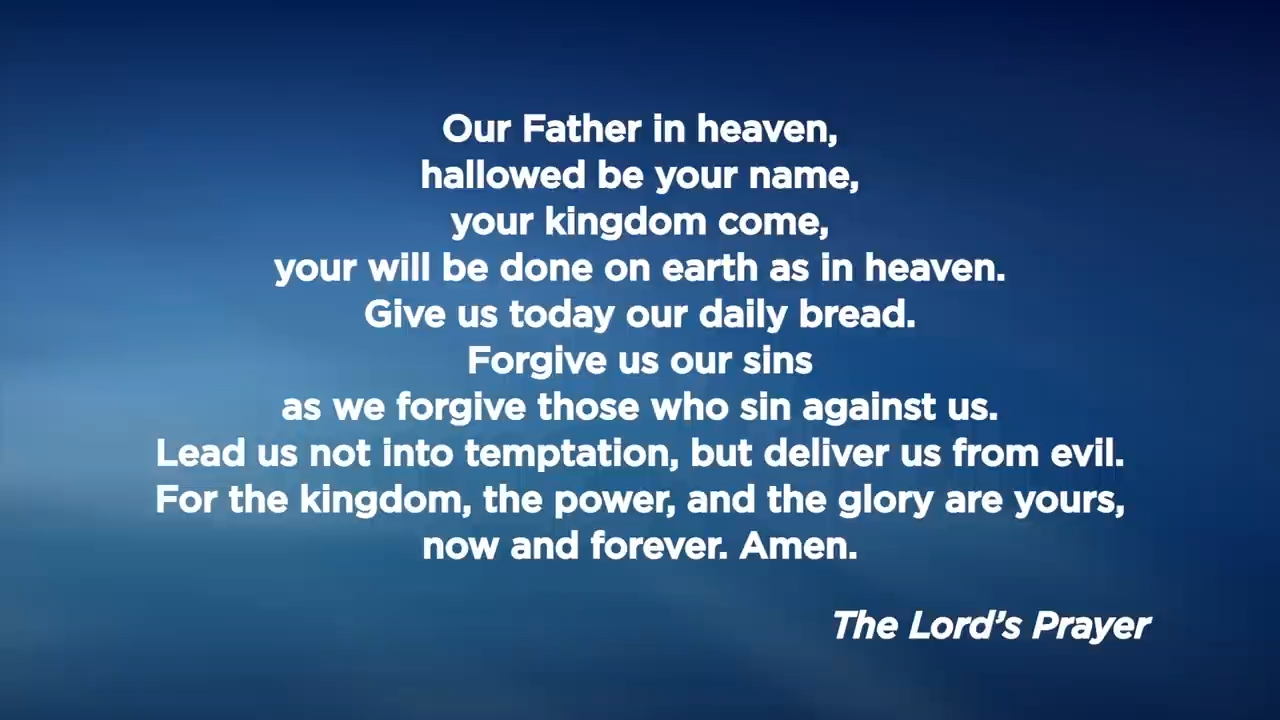 Our Father in heaven,
hallowed be your name,
your kingdom come,
your will be done on earth as in heaven.
Give us today our daily bread.
Forgive us our sins
as we forgive those who sin against us.
Lead us not into temptation, but deliver us from evil.
For the kingdom, the power, and the glory are yours,
now and forever. Amen.
The Lord’s Prayer